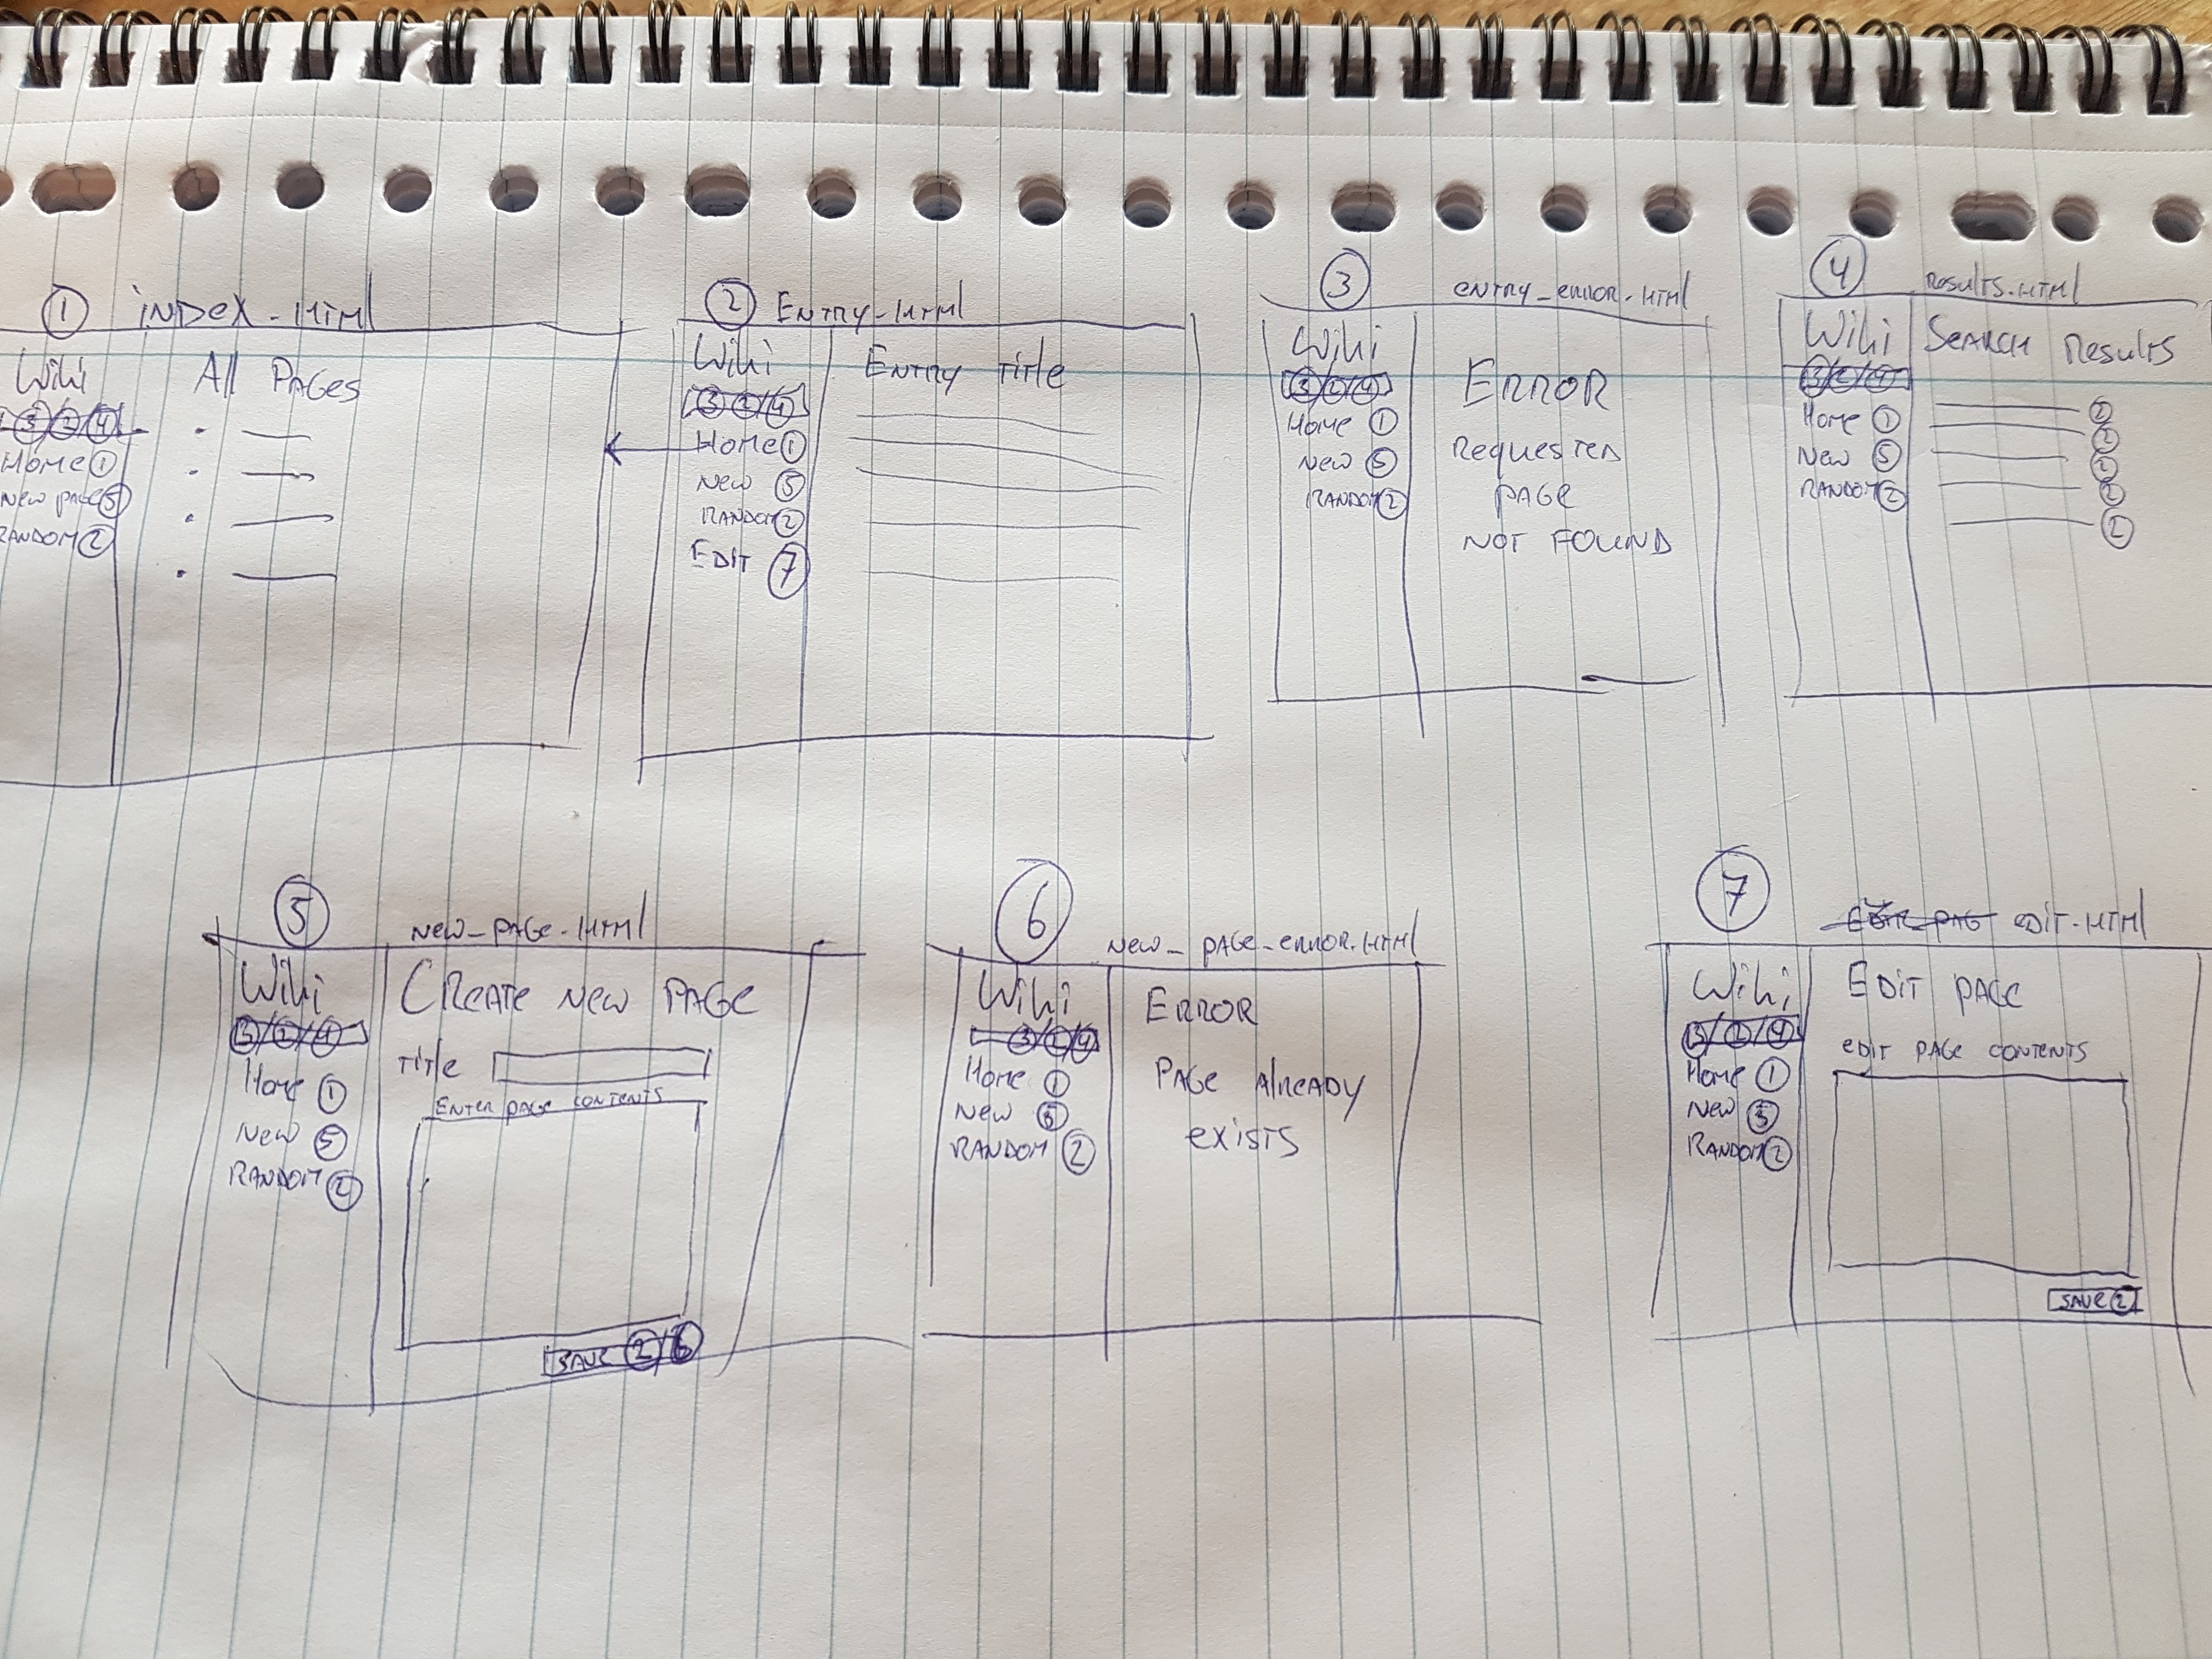 ① index.HTML
Wiki
All Pages
③/②/④
Home ①
New page ⑤
Random ②
② Entry.HTML
Wiki
Entry Title
③/②/④
Home ①
New ⑤
Random ②
Edit ⑦
③ entry_error.HTML
Wiki
③/②/④
Home ①
New ⑤
Random ②
Error
Requested
page
not found
④ Results.HTML
Wiki
Search Results
③/②/④
Home ①
New ⑤
Random ②
②
②
②
②
②
⑤ new_page.HTML
Wiki
Create new page
③/②/④
Home ①
New ⑤
Random ②
Title
Enter page contents
Save ②/⑥
⑥ new_page_error.HTML
Wiki
③/②/④
Home ①
New ⑤
Random ②
Error
Page already
exists
⑦ edit.HTML
Wiki
Edit page
③/②/④
Home ①
New ⑤
Random ②
edit page contents
Save ②